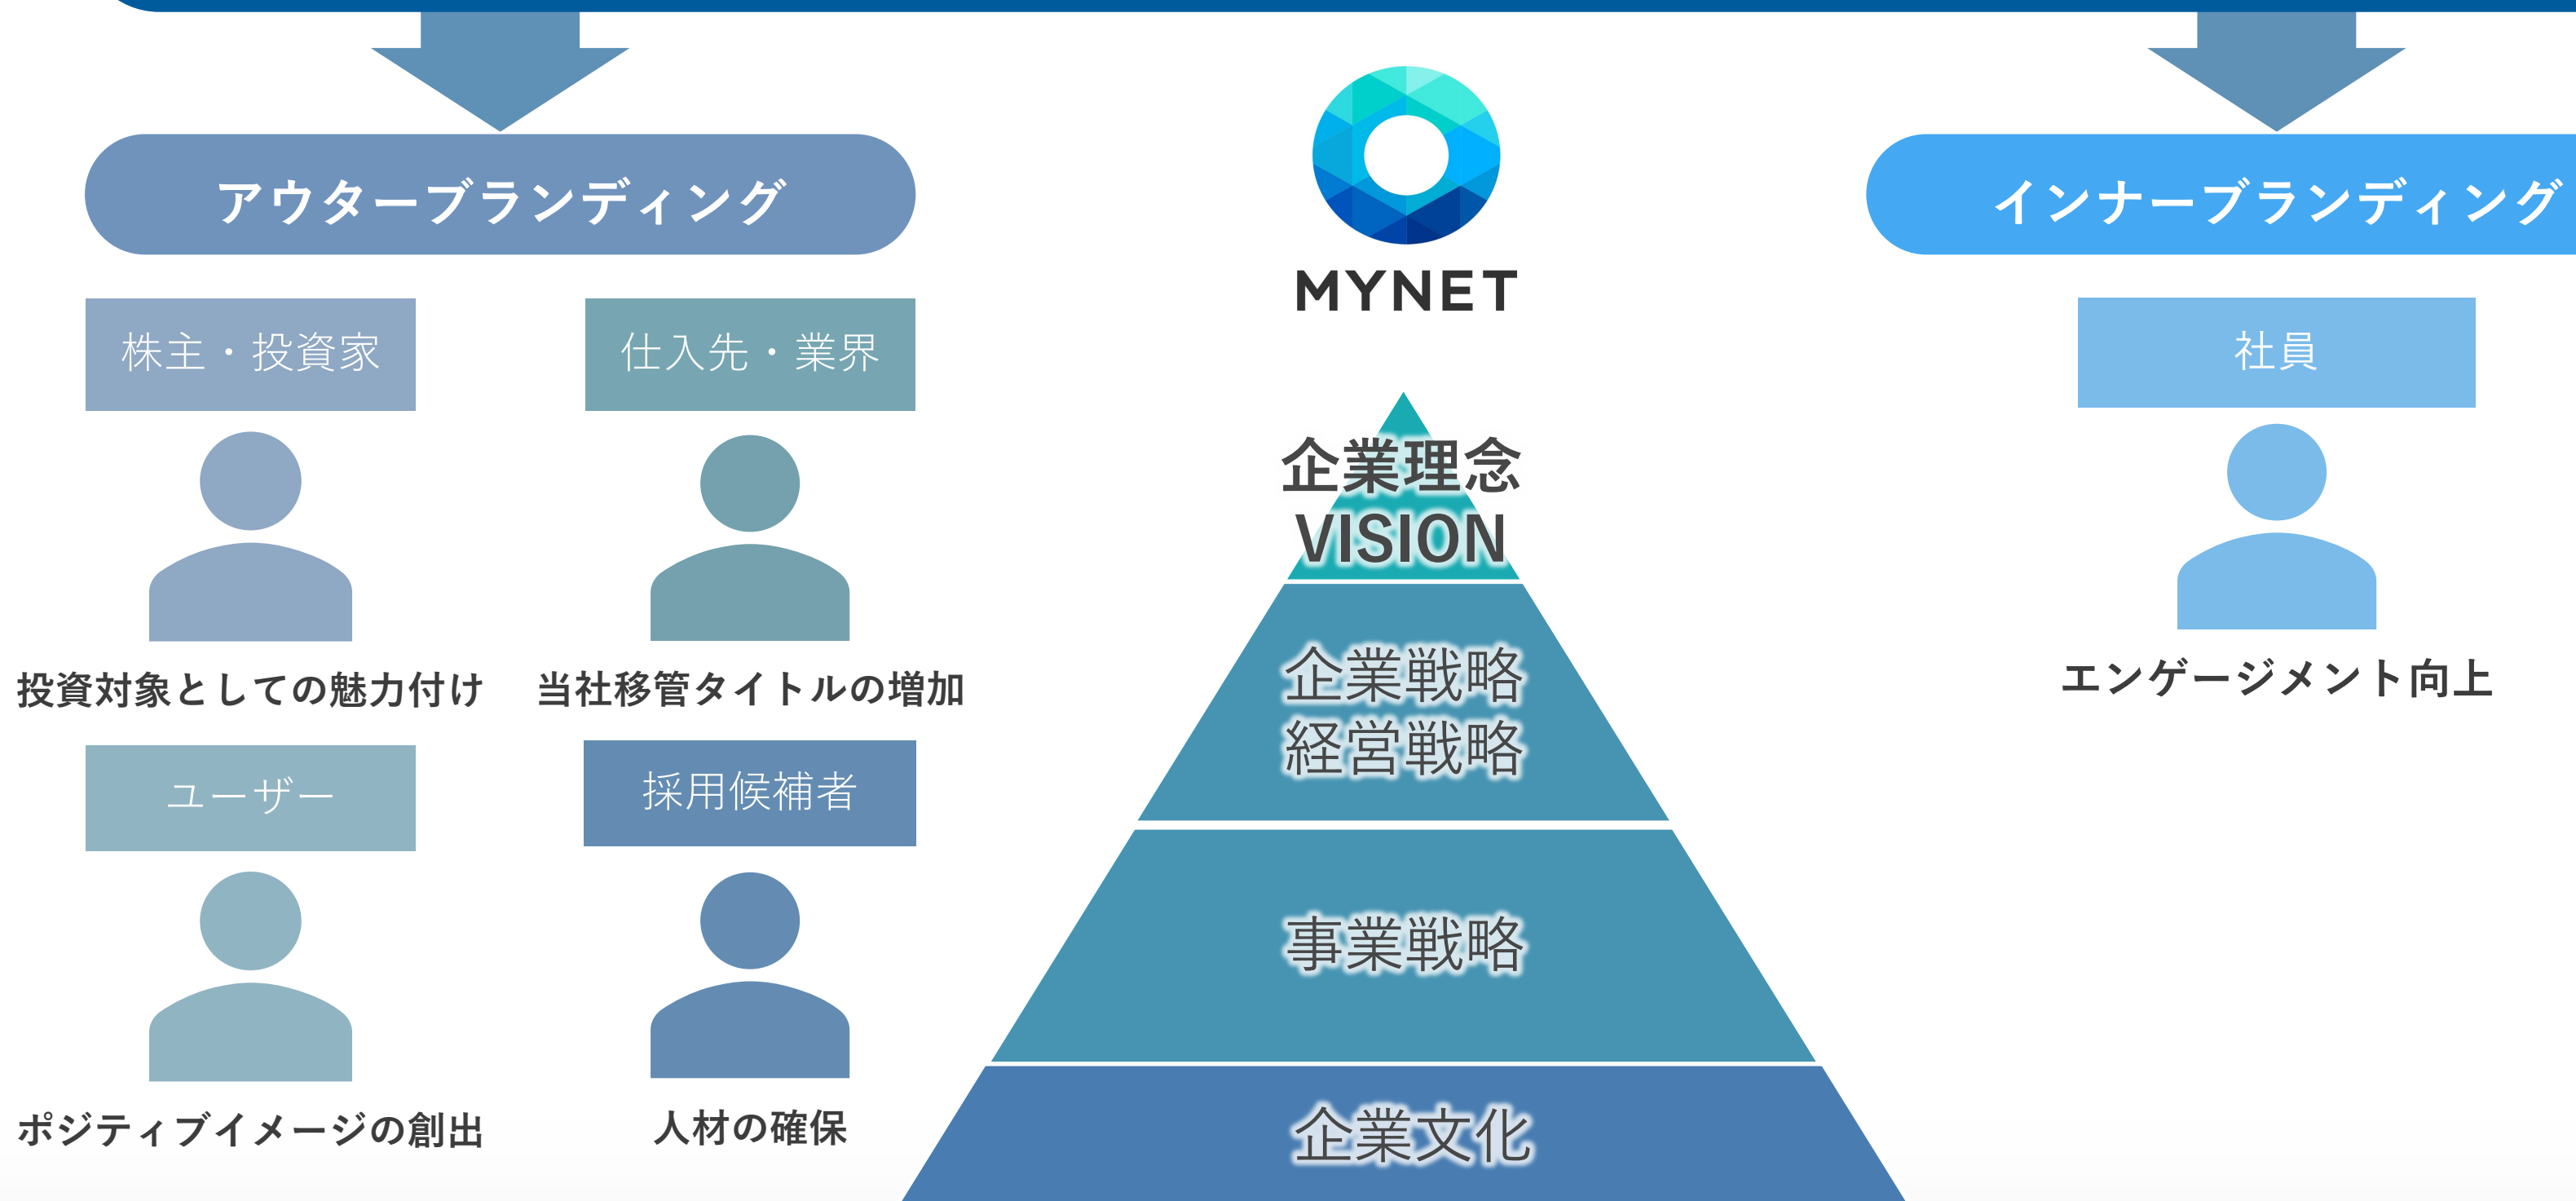 アウターブランディング
株主・投資家
仕入先・業界
投資対象としての魅力付け
当社移管タイトルの増加
ユーザー
採用候補者
ポジティブイメージの創出
人材の確保
MYNET
企業理念
VISION
企業戦略
経営戦略
事業戦略
企業文化
インナーブランディング
社員
エンゲージメント向上